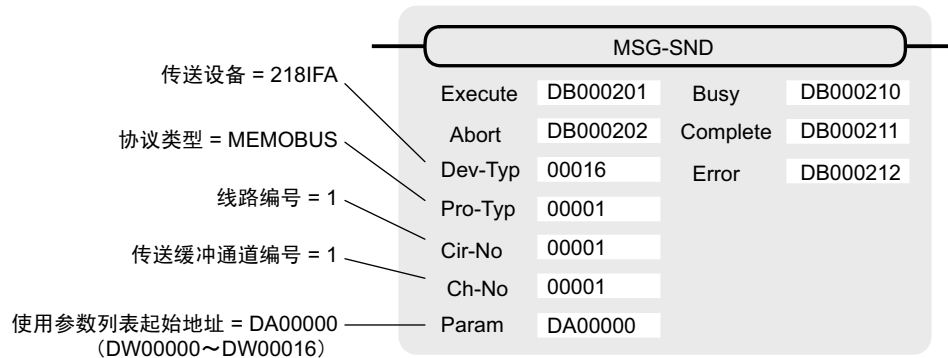 MSG-SND
传送设备 = 218IFA
协议类型 = MEMOBUS
线路编号 = 1
传送缓冲通道编号 = 1
使用参数列表起始地址 = DA00000
（DW00000～DW00016）
Execute DB000201 Busy DB000210
Abort DB000202 Complete DB000211
Dev-Typ 00016 Error DB000212
Pro-Typ 00001
Cir-No 00001
Ch-No 00001
Param DA00000